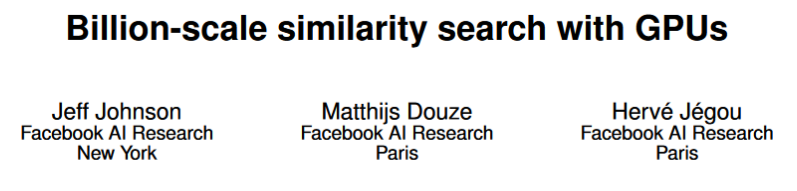 Billion-scale similarity search with GPUs
Jeff Johnson
Facebook AI Research
New York
Matthijs Douze
Facebook AI Research
Paris
Hervé Jégou
Facebook AI Research
Paris